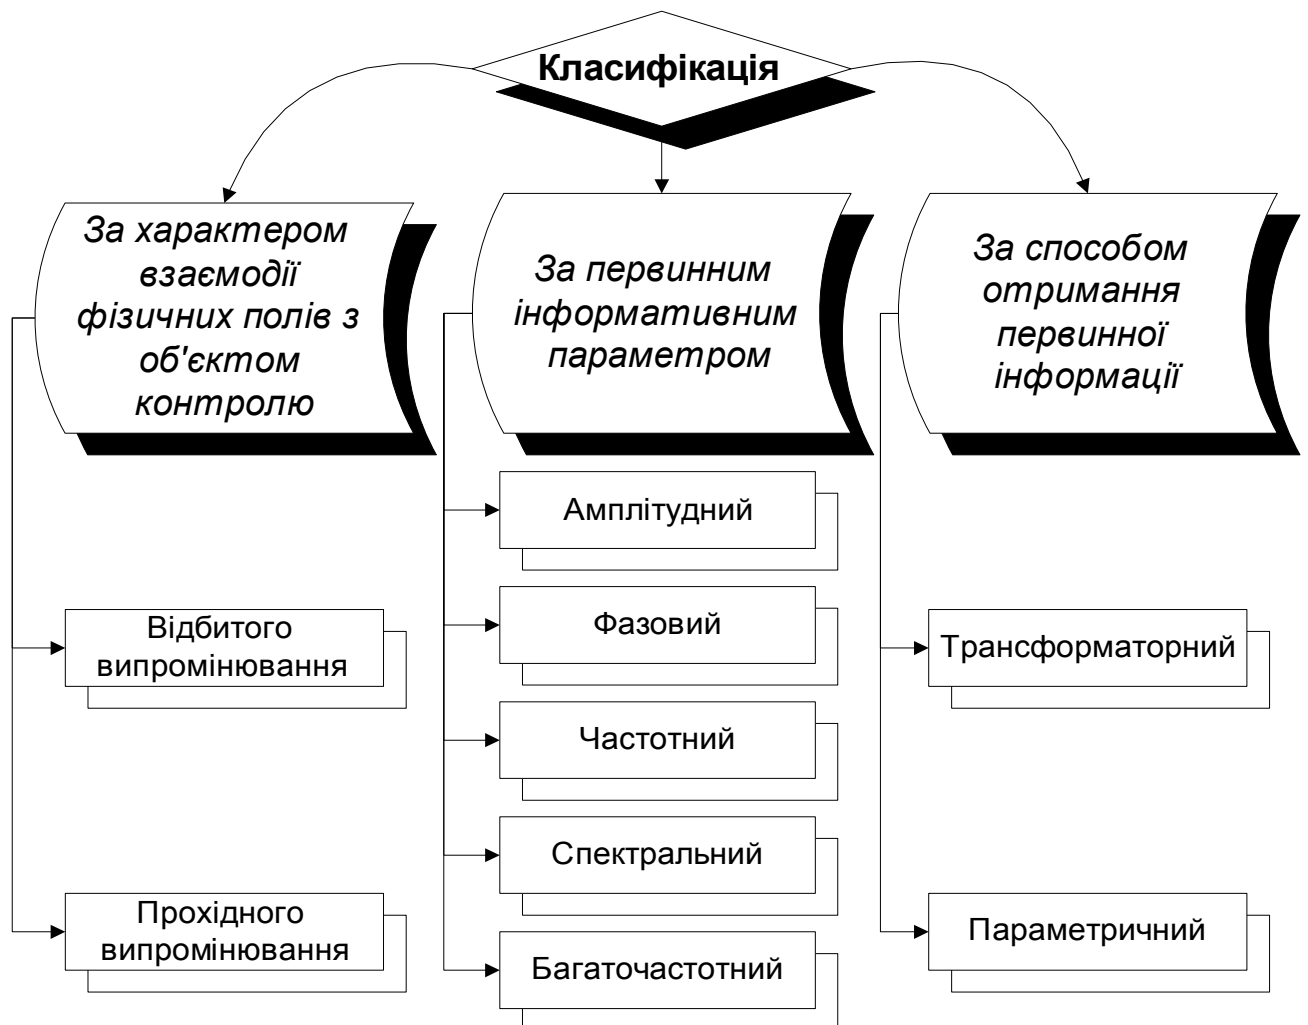 Класифікація
За характером
взаємодії
фізичних полів з
об'єктом
контролю
За первинним
інформативним
параметром
За способом
отримання
первинної
інформації
Відбитого
випромінювання
Прохідного
випромінювання
Амплітудний
Фазовий
Частотний
Спектральний
Багаточастотний
Трансформаторний
Параметричний